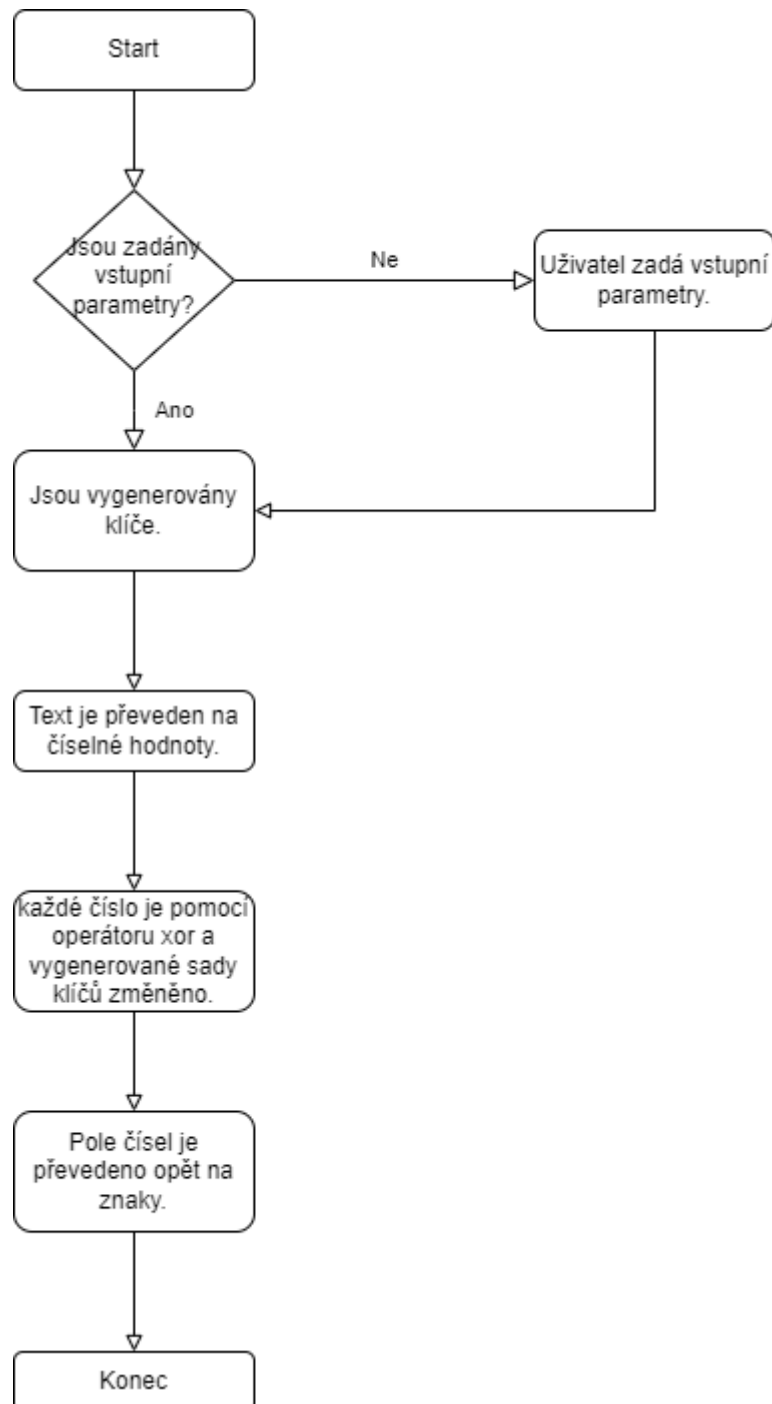 Start
Jsou zadány
vstupní
parametry?
Ne
Uživatel zadá vstupní
parametry.
Ano
Jsou vygenerovány
klíče.
Text je převeden na
číselné hodnoty.
každé číslo je pomocí
operátoru xor a
vygenerované sady
klíčů změněno.
Pole čísel je
převedeno opět na
znaky.
Konec